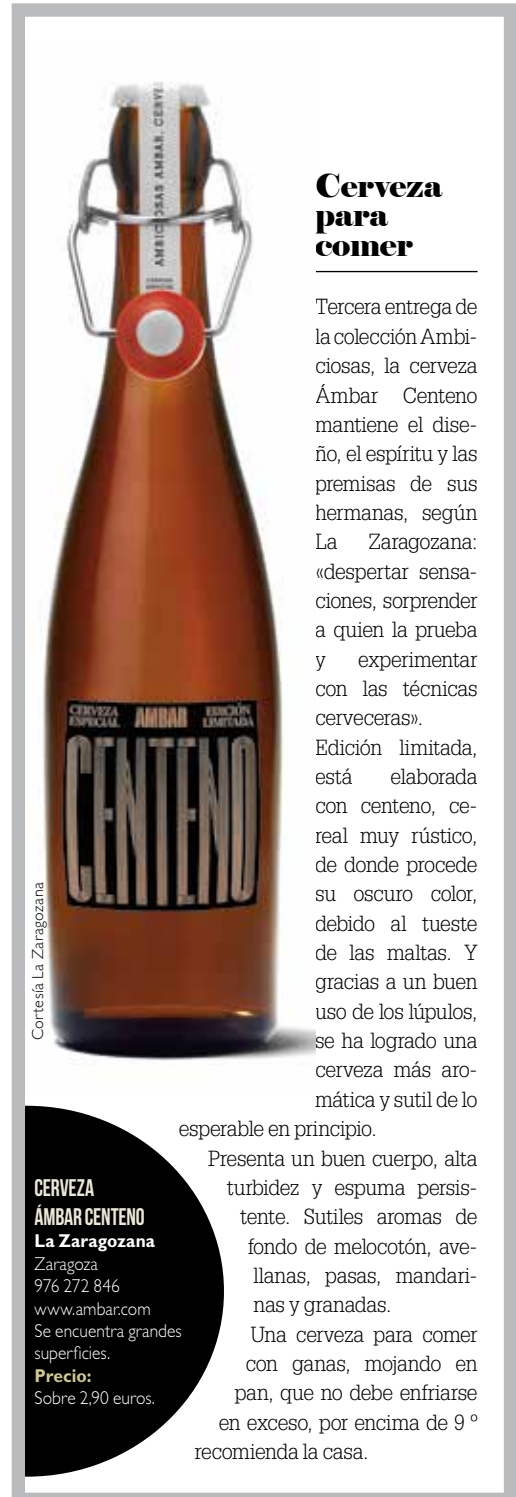 AMBICIOSAS AMBAR. CERVE
CERVEZA
ESPECIAL
AMBAR
EDICIÓN
LIMITADA
CENTENO
Cortesía La Zaragozana
Cerveza
para
comer
Tercera entrega de
la colección Ambi-
ciosas, la cerveza
Ámbar Centeno
mantiene el dise-
ño, el espíritu y las
premisas de sus
hermanas, según
La Zaragozana:
«despertar sensa-
ciones, sorprender
a quien la prueba
y experimentar
con las técnicas
cerveceras».
Edición limitada,
está elaborada
con centeno, ce-
real muy rústico,
de donde procede
su oscuro color,
debido al tueste
de las maltas. Y
gracias a un buen
uso de los lúpulos,
se ha logrado una
cerveza más aro-
mática y sutil de lo
esperable en principio.
Presenta un buen cuerpo, alta
turbidez y espuma persis-
tente. Sutiles aromas de
fondo de melocotón, ave-
llanas, pasas, mandari-
nas y granadas.
Una cerveza para comer
con ganas, mojando en
pan, que no debe enfriarse
en exceso, por encima de 9 º
recomienda la casa.
CERVEZA
ÁMBAR CENTENO
La Zaragozana
Zaragoza
976 272 846
www.ambar.com
Se encuentra grandes
superficies.
Precio:
Sobre 2,90 euros.